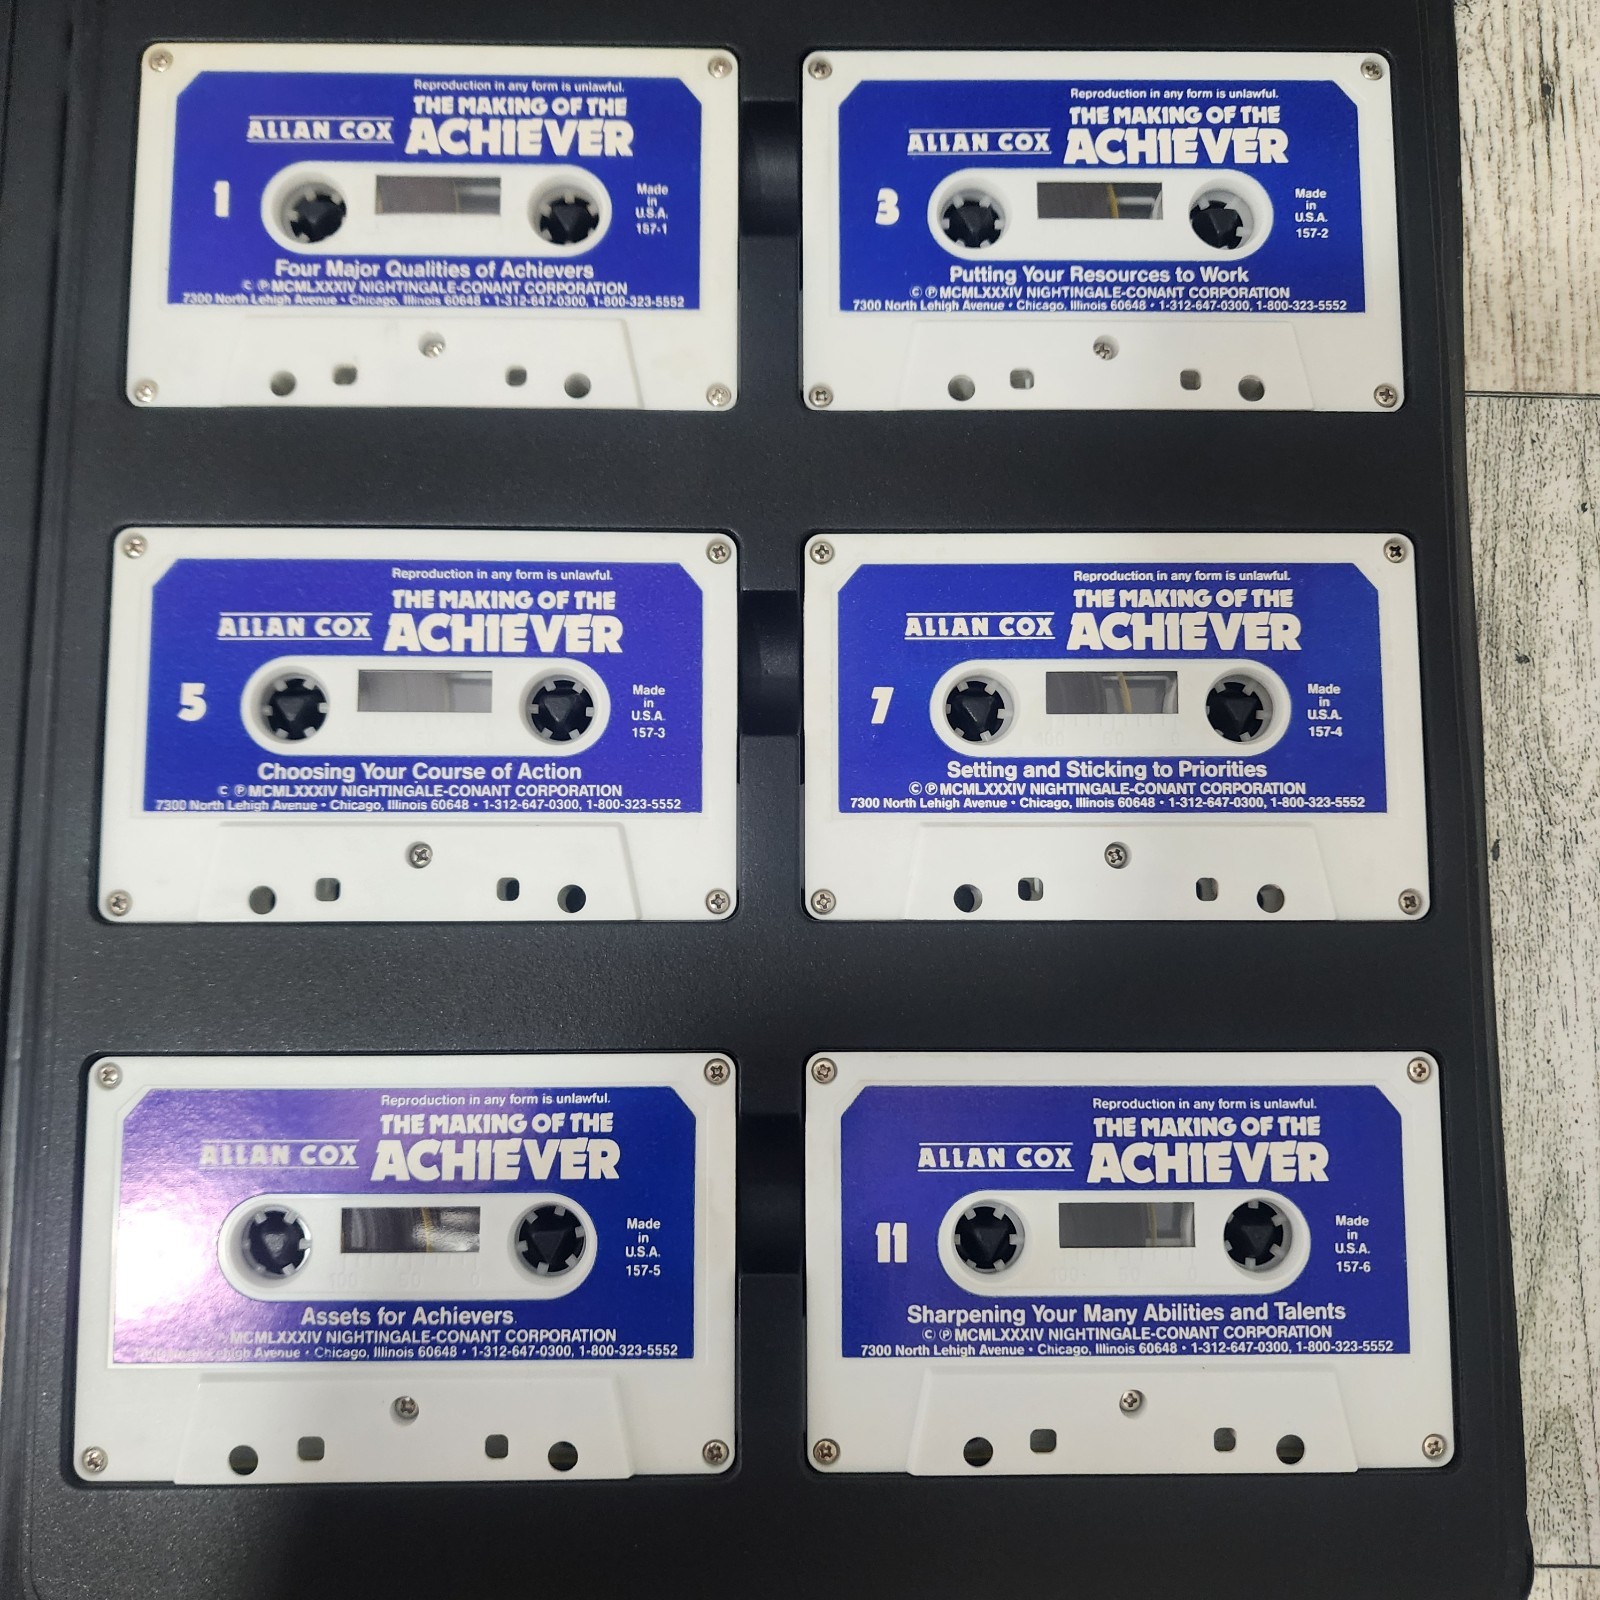 Reproduction in any form is unlawful.
THE MAKING OF THE
ALLAN COX ACHIEVER
1
Made
in
U.S.A.
157-1
Four Major Qualities of Achievers
© ℗ MCMLXXXIV NIGHTINGALE-CONANT CORPORATION
7300 North Lehigh Avenue • Chicago, Illinois 60648 • 1-312-647-0300, 1-800-323-5552
Reproduction in any form is unlawful.
THE MAKING OF THE
ALLAN COX ACHIEVER
3
Made
in
U.S.A.
157-2
Putting Your Resources to Work
© ℗ MCMLXXXIV NIGHTINGALE-CONANT CORPORATION
7300 North Lehigh Avenue • Chicago, Illinois 60648 • 1-312-647-0300, 1-800-323-5552
Reproduction in any form is unlawful.
THE MAKING OF THE
ALLAN COX ACHIEVER
5
Made
in
U.S.A.
157-3
Choosing Your Course of Action
© ℗ MCMLXXXIV NIGHTINGALE-CONANT CORPORATION
7300 North Lehigh Avenue • Chicago, Illinois 60648 • 1-312-647-0300, 1-800-323-5552
Reproduction in any form is unlawful.
THE MAKING OF THE
ALLAN COX ACHIEVER
7
Made
in
U.S.A.
157-4
100 50 0
Setting and Sticking to Priorities
© ℗ MCMLXXXIV NIGHTINGALE-CONANT CORPORATION
7300 North Lehigh Avenue • Chicago, Illinois 60648 • 1-312-647-0300, 1-800-323-5552
Reproduction in any form is unlawful.
THE MAKING OF THE
ALLAN COX ACHIEVER
Made
in
U.S.A.
157-5
100 50 0
Assets for Achievers
MCMLXXXIV NIGHTINGALE-CONANT CORPORATION
Lehigh Avenue • Chicago, Illinois 60648 • 1-312-647-0300, 1-800-323-5552
Reproduction in any form is unlawful.
THE MAKING OF THE
ALLAN COX ACHIEVER
11
Made
in
U.S.A.
157-6
100 50 0
Sharpening Your Many Abilities and Talents
© ℗ MCMLXXXIV NIGHTINGALE-CONANT CORPORATION
7300 North Lehigh Avenue • Chicago, Illinois 60648 • 1-312-647-0300, 1-800-323-5552